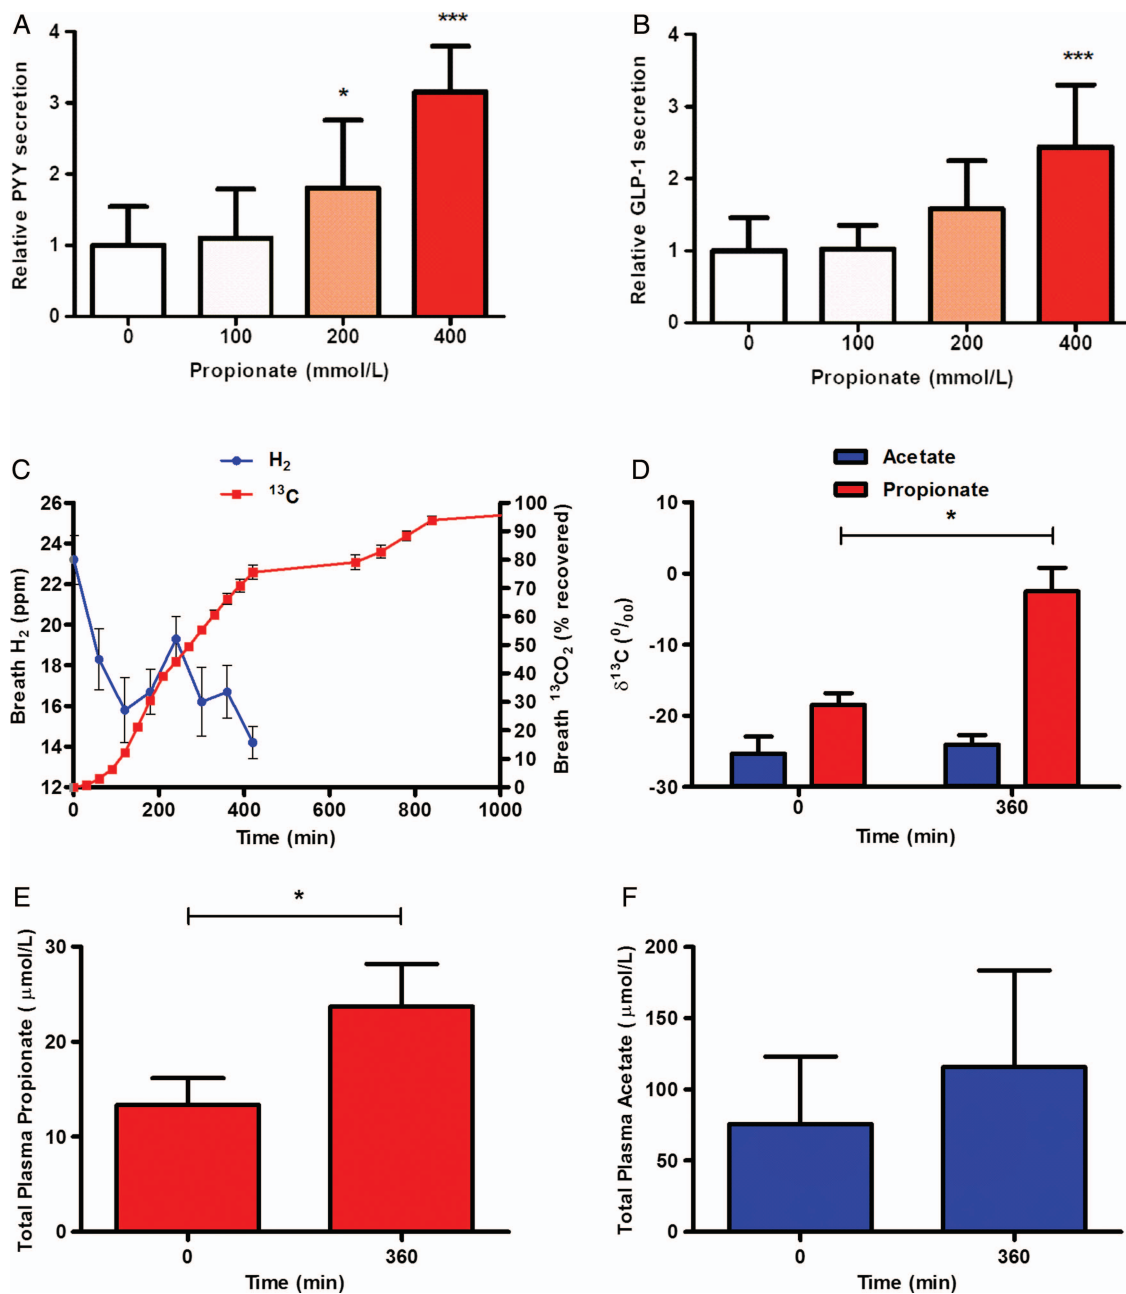 A
Relative PYY secretion
4
3
2
1
0
*
***
0 100 200 400
Propionate (mmol/L)
B
Relative GLP-1 secretion
4
3
2
1
0
***
0 100 200 400
Propionate (mmol/L)
C
H₂
¹³C
Breath H₂ (ppm)
26
24
22
20
18
16
14
12
100
90
80
70
60
50
40
30
20
10
0
Breath ¹³CO₂ (% recovered)
0 200 400 600 800 1000
Time (min)
D
Acetate
Propionate
δ¹³C (⁰/₀₀)
10
0
-10
-20
-30
*
0 360
Time (min)
E
Total Plasma Propionate ( μmol/L)
30
20
10
0
*
0 360
Time (min)
F
Total Plasma Acetate ( μmol/L)
200
150
100
50
0
0 360
Time (min)